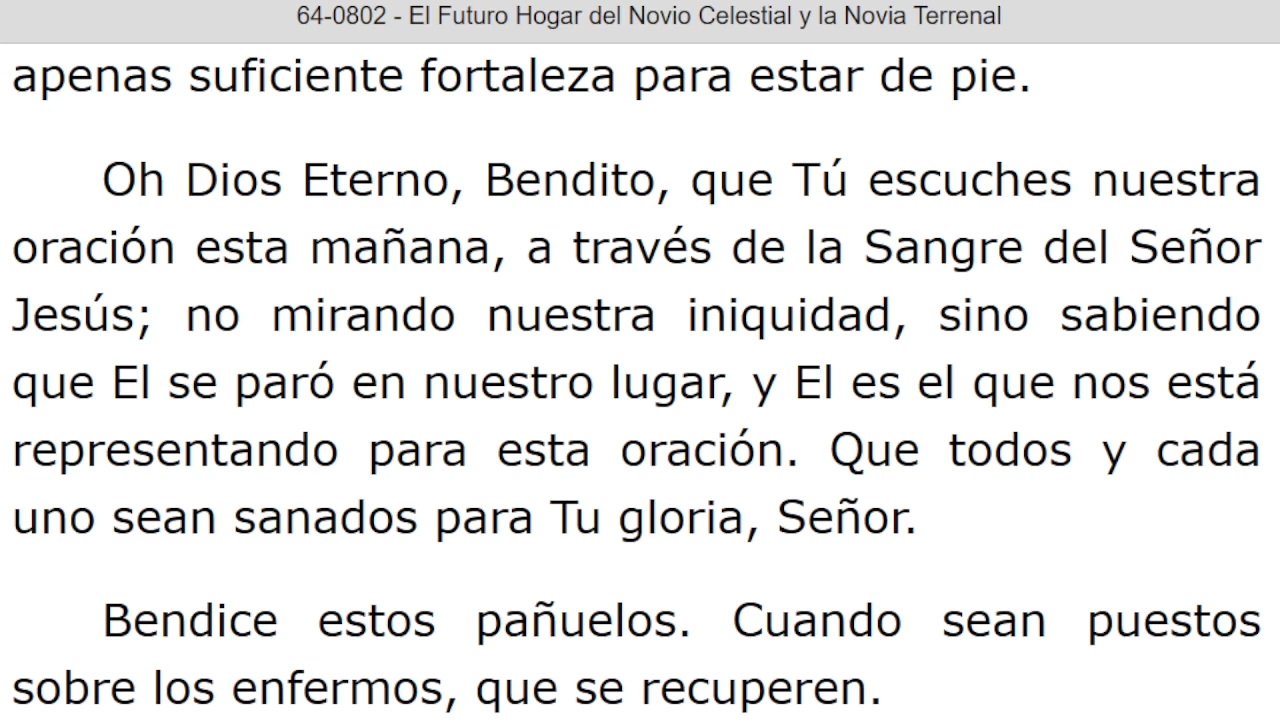 64-0802 - El Futuro Hogar del Novio Celestial y la Novia Terrenal
apenas suficiente fortaleza para estar de pie.
Oh Dios Eterno, Bendito, que Tú escuches nuestra
oración esta mañana, a través de la Sangre del Señor
Jesús; no mirando nuestra iniquidad, sino sabiendo
que El se paró en nuestro lugar, y El es el que nos está
representando para esta oración. Que todos y cada
uno sean sanados para Tu gloria, Señor.
Bendice estos pañuelos. Cuando sean puestos
sobre los enfermos, que se recuperen.